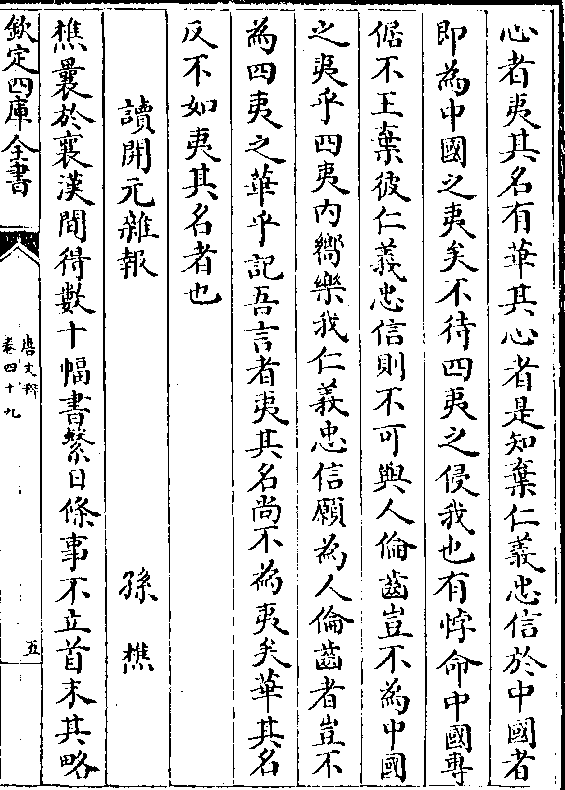 心者夷其名有華其心者是知棄仁義忠信於中國者
即為中國之夷矣不待四夷之侵我也有悖命中國專
倨不王棄彼仁義忠信則不可與人倫齒豈不為中國
之夷乎四夷内嚮樂我仁義忠信願為人倫齒者豈不
為四夷之華乎記吾言者夷其名尚不為夷矣華其名
反不如夷其名者也
讀開元雜報 孫樵
樵曩於襄漢間得數十幅書繫日條事不立首末其略
欽定四庫全書
唐文粹
卷四十九
五